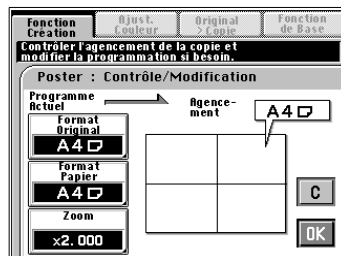 Fonction Création
Ajust. Couleur
Original > Copie
Fonction de Base
Contrôler l'agencement de la copie et
modifier la programmation si besoin.
Poster : Contrôle/Modification
Programme
Actuel
Agence-
ment
A4
Format
Original
A4
Format
Papier
A4
C
Zoom
x2.000
OK